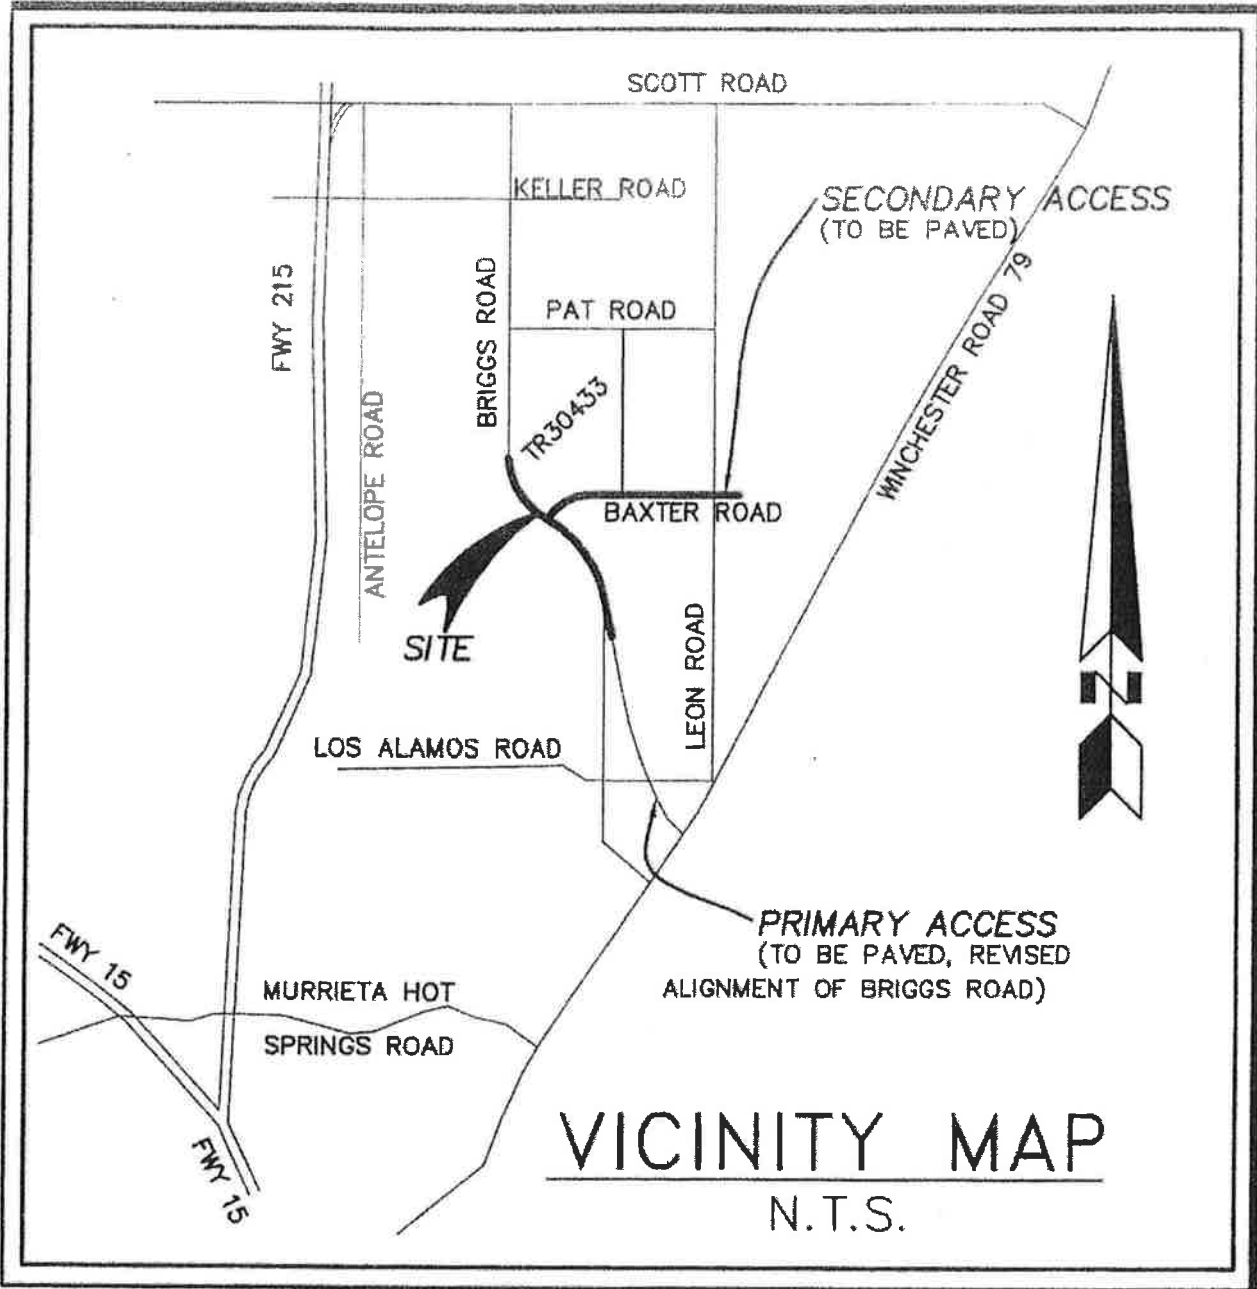 SCOTT ROAD
KELLER ROAD
SECONDARY ACCESS
(TO BE PAVED)
FWY 215
BRIGGS ROAD
PAT ROAD
WINCHESTER ROAD 79
ANTELOPE ROAD
TR30433
BAXTER ROAD
SITE
LEON ROAD
N
LOS ALAMOS ROAD
PRIMARY ACCESS
(TO BE PAVED, REVISED
ALIGNMENT OF BRIGGS ROAD)
FWY 15
MURRIETA HOT
SPRINGS ROAD
FWY 15
VICINITY MAP
N.T.S.